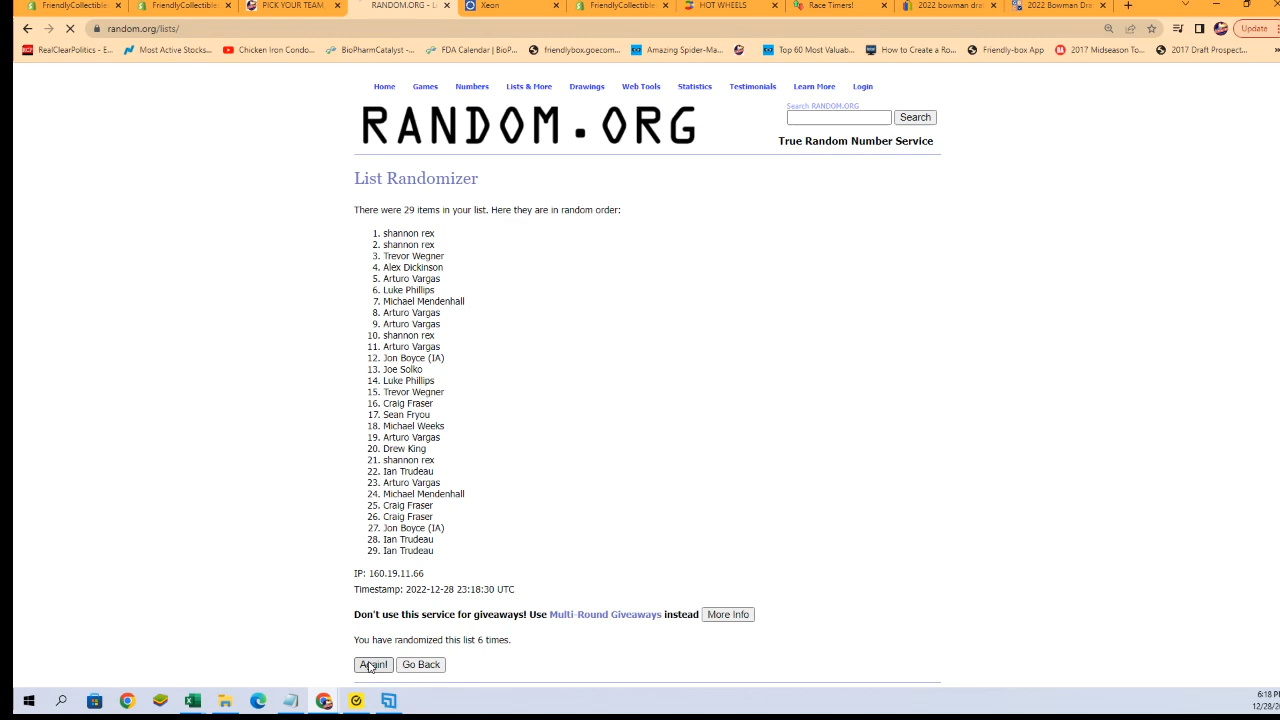 FriendlyCollectibles
FriendlyCollectibles
PICK YOUR TEAM
RANDOM.ORG - Li
Xeon
FriendlyCollectibles
HOT WHEELS
Race Timers!
2022 bowman dra
2022 Bowman Dra
random.org/lists/
Update
RealClearPolitics - E...
Most Active Stocks...
Chicken Iron Condo...
BioPharmCatalyst -...
FDA Calendar | BioP...
friendlybox.goecom...
Amazing Spider-Ma...
Top 60 Most Valuab...
How to Create a Ro...
Friendly-box App
2017 Midseason To...
2017 Draft Prospect...
Home Games Numbers Lists & More Drawings Web Tools Statistics Testimonials Learn More Login
RANDOM.ORG
Search RANDOM.ORG
Search
True Random Number Service
List Randomizer
There were 29 items in your list. Here they are in random order:
1. shannon rex
2. shannon rex
3. Trevor Wegner
4. Alex Dickinson
5. Arturo Vargas
6. Luke Phillips
7. Michael Mendenhall
8. Arturo Vargas
9. Arturo Vargas
10. shannon rex
11. Arturo Vargas
12. Jon Boyce (IA)
13. Joe Solko
14. Luke Phillips
15. Trevor Wegner
16. Craig Fraser
17. Sean Fryou
18. Michael Weeks
19. Arturo Vargas
20. Drew King
21. shannon rex
22. Ian Trudeau
23. Arturo Vargas
24. Michael Mendenhall
25. Craig Fraser
26. Craig Fraser
27. Jon Boyce (IA)
28. Ian Trudeau
29. Ian Trudeau
IP: 160.19.11.66
Timestamp: 2022-12-28 23:18:30 UTC
Don't use this service for giveaways! Use Multi-Round Giveaways instead More Info
You have randomized this list 6 times.
Again! Go Back
6:18 PM
12/28/2